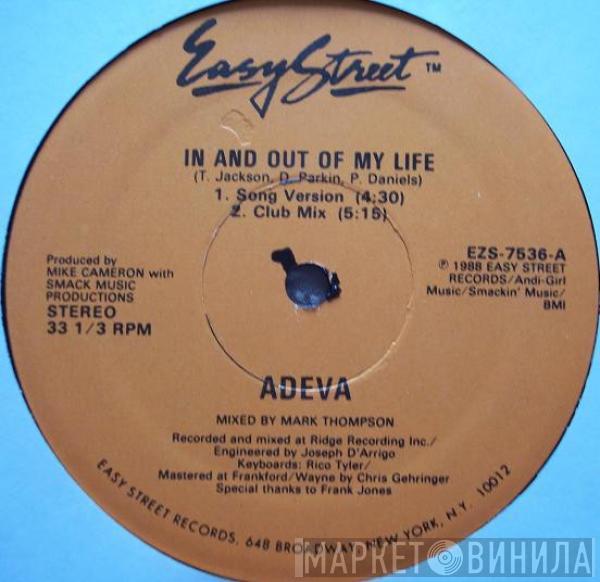 Easy Street™
IN AND OUT OF MY LIFE
(T. Jackson, D. Parkin, P. Daniels)
1. Song Version (4:30)
2. Club Mix (5:15)
Produced by
MIKE CAMERON with
SMACK MUSIC
PRODUCTIONS
STEREO
33 1/3 RPM
EZS-7536-A
℗ 1988 EASY STREET
RECORDS/Andi-Girl
Music/Smackin' Music/
BMI
ADEVA
MIXED BY MARK THOMPSON
Recorded and mixed at Ridge Recording Inc./
Engineered by Joseph D'Arrigo
Keyboards: Rico Tyler/
Mastered at Frankford/Wayne by Chris Gehringer
Special thanks to Frank Jones
EASY STREET RECORDS, 648 BROADWAY, NEW YORK, N.Y. 10012
МАРКЕТ ВИНИЛА